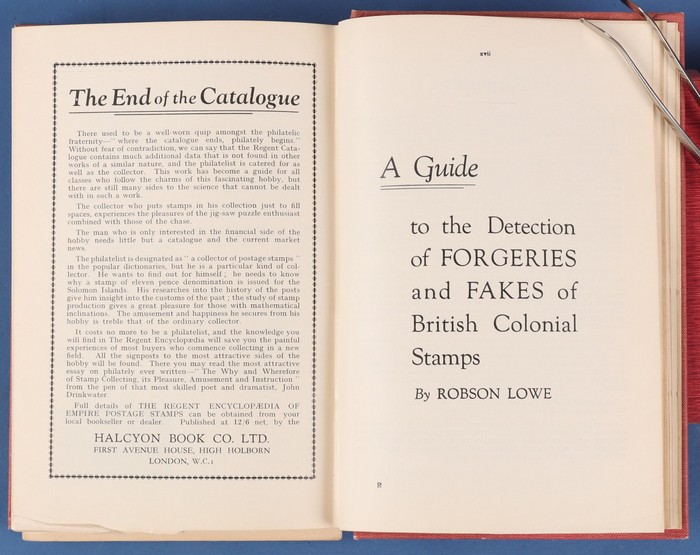 The End of the Catalogue
There used to be a well-worn quip amongst the philatelic
fraternity—"where the catalogue ends, philately begins."
Without fear of contradiction, we can say that the Regent Cata-
logue contains much additional data that is not found in other
works of a similar nature, and the philatelist is catered for as
well as the collector. This work has become a guide for all
classes who follow the charms of this fascinating hobby, but
there are still many sides to the science that cannot be dealt
with in such a work.
The collector who puts stamps in his collection just to fill
spaces, experiences the pleasures of the jig-saw puzzle enthusiast
combined with those of the chase.
The man who is only interested in the financial side of the
hobby needs little but a catalogue and the current market
news.
The philatelist is designated as "a collector of postage stamps"
in the popular dictionaries, but he is a particular kind of col-
lector. He wants to find out for himself; he needs to know
why a stamp of eleven pence denomination is issued for the
Solomon Islands. His researches into the history of the posts
give him insight into the customs of the past; the study of stamp
production gives a great pleasure for those with mathematical
inclinations. The amusement and happiness he secures from his
hobby is treble that of the ordinary collector.
It costs no more to be a philatelist, and the knowledge you
will find in The Regent Encyclopædia will save you the painful
experiences of most buyers who commence collecting in a new
field. All the signposts to the most attractive sides of the
hobby will be found. There you may read the most attractive
essay on philately ever written—"The Why and Wherefore
of Stamp Collecting, its Pleasure, Amusement and Instruction"
from the pen of that most skilled poet and dramatist, John
Drinkwater.
Full details of THE REGENT ENCYCLOPÆDIA OF
EMPIRE POSTAGE STAMPS can be obtained from your
local bookseller or dealer. Published at 12/6 net, by the
HALCYON BOOK CO. LTD.
FIRST AVENUE HOUSE, HIGH HOLBORN
LONDON, W.C.1
xvii
A Guide
to the Detection
of FORGERIES
and FAKES of
British Colonial
Stamps
By ROBSON LOWE